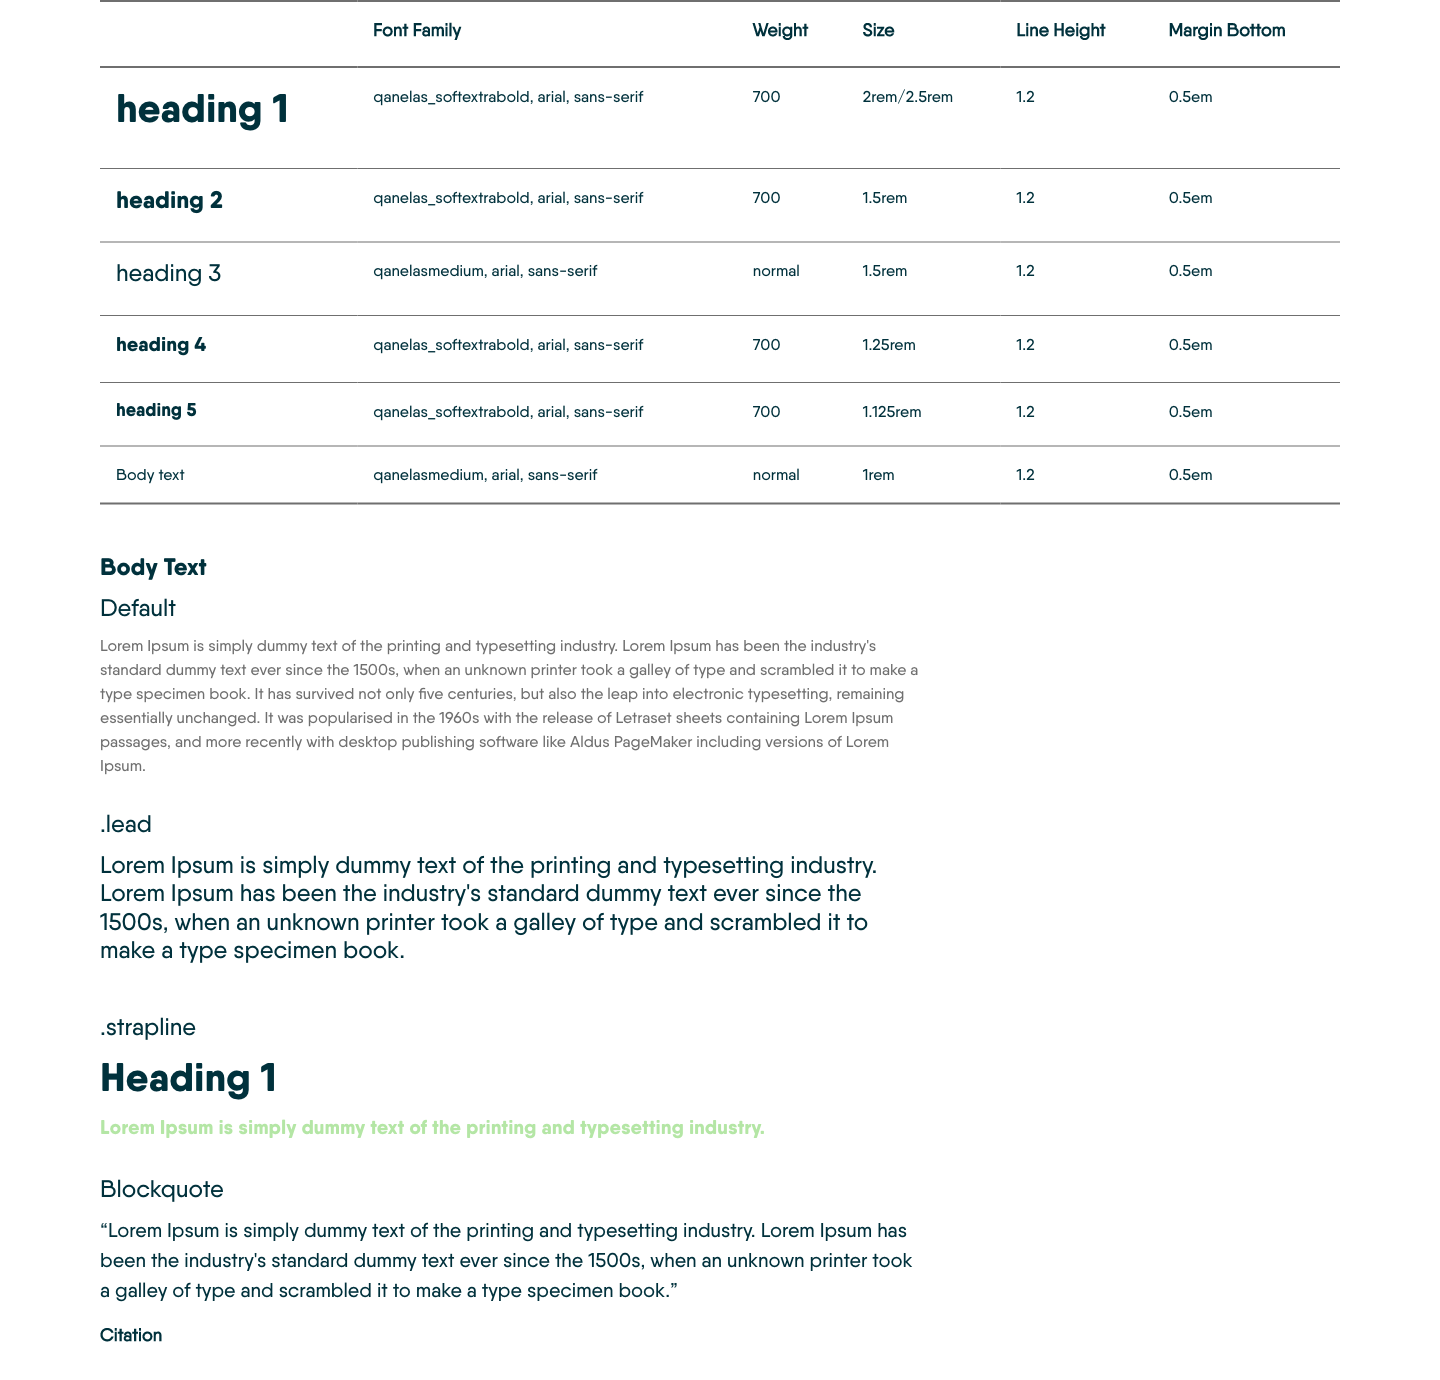 Font Family Weight Size Line Height Margin Bottom
heading 1 qanelas_softextrabold, arial, sans-serif 700 2rem/2.5rem 1.2 0.5em
heading 2 qanelas_softextrabold, arial, sans-serif 700 1.5rem 1.2 0.5em
heading 3 qanelasmedium, arial, sans-serif normal 1.5rem 1.2 0.5em
heading 4 qanelas_softextrabold, arial, sans-serif 700 1.25rem 1.2 0.5em
heading 5 qanelas_softextrabold, arial, sans-serif 700 1.125rem 1.2 0.5em
Body text qanelasmedium, arial, sans-serif normal 1rem 1.2 0.5em
Body Text
Default
Lorem Ipsum is simply dummy text of the printing and typesetting industry. Lorem Ipsum has been the industry's
standard dummy text ever since the 1500s, when an unknown printer took a galley of type and scrambled it to make a
type specimen book. It has survived not only five centuries, but also the leap into electronic typesetting, remaining
essentially unchanged. It was popularised in the 1960s with the release of Letraset sheets containing Lorem Ipsum
passages, and more recently with desktop publishing software like Aldus PageMaker including versions of Lorem
Ipsum.
.lead
Lorem Ipsum is simply dummy text of the printing and typesetting industry.
Lorem Ipsum has been the industry's standard dummy text ever since the
1500s, when an unknown printer took a galley of type and scrambled it to
make a type specimen book.
.strapline
Heading 1
Lorem Ipsum is simply dummy text of the printing and typesetting industry.
Blockquote
“Lorem Ipsum is simply dummy text of the printing and typesetting industry. Lorem Ipsum has
been the industry's standard dummy text ever since the 1500s, when an unknown printer took
a galley of type and scrambled it to make a type specimen book.”
Citation